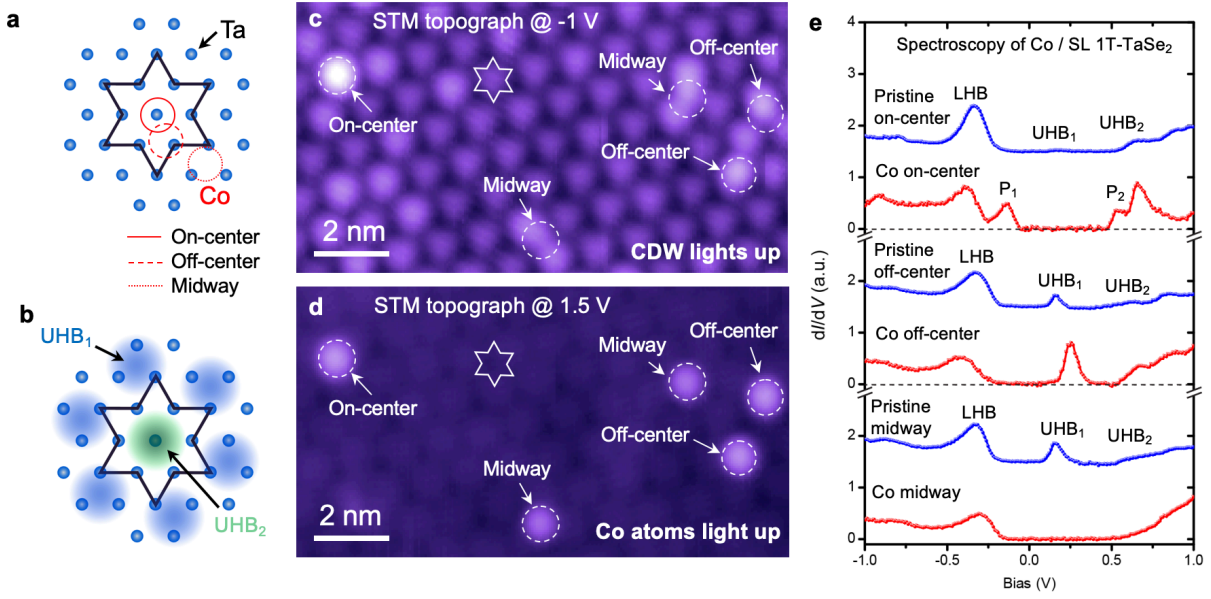 a
Ta
Co
On-center
Off-center
Midway
b
UHB₁
UHB₂
c
STM topograph @ -1 V
On-center
Midway
Off-center
Off-center
Midway
2 nm
CDW lights up
d
STM topograph @ 1.5 V
On-center
Midway
Off-center
Off-center
Midway
2 nm
Co atoms light up
e
Spectroscopy of Co / SL 1T-TaSe₂
Pristine
on-center
LHB
UHB₁
UHB₂
Co on-center
P₁
P₂
Pristine
off-center
LHB
UHB₁
UHB₂
Co off-center
Pristine
midway
LHB
UHB₁
UHB₂
Co midway
dI/dV (a.u.)
4
3
2
1
0
2
1
0
2
1
0
-1.0
-0.5
0.0
0.5
1.0
Bias (V)